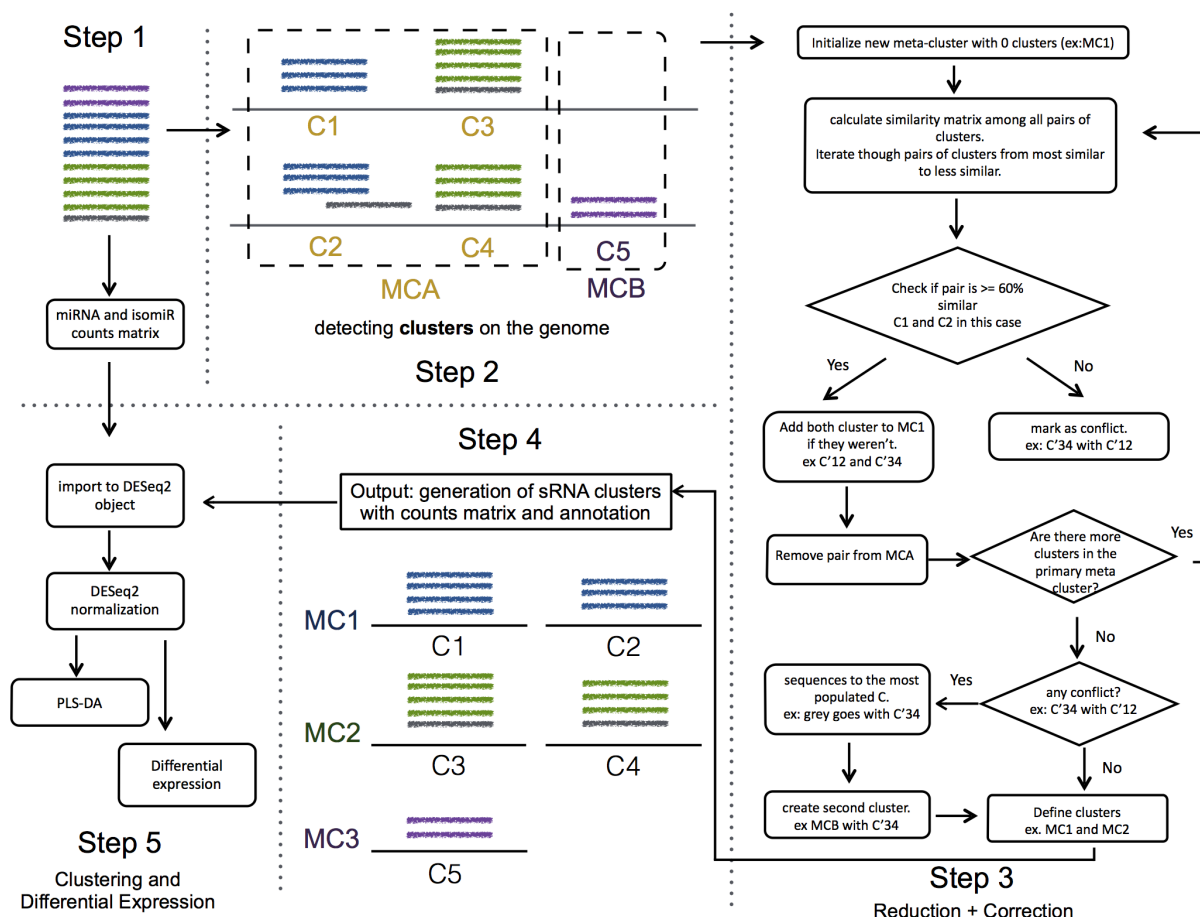 Step 1
miRNA and isomiR
counts matrix
C1
C3
C2
C4
C5
MCA
MCB
detecting clusters on the genome
Step 2
Initialize new meta-cluster with 0 clusters (ex:MC1)
calculate similarity matrix among all pairs of
clusters.
Iterate though pairs of clusters from most similar
to less similar.
Check if pair is >= 60%
similar
C1 and C2 in this case
Yes
No
Add both cluster to MC1
if they weren't.
ex C'12 and C'34
mark as conflict.
ex: C'34 with C'12
Remove pair from MCA
Are there more
clusters in the
primary meta
cluster?
Yes
No
any conflict?
ex: C'34 with C'12
Yes
No
sequences to the most
populated C.
ex: grey goes with C'34
create second cluster.
ex MCB with C'34
Define clusters
ex. MC1 and MC2
Step 3
Reduction + Correction
Step 4
Output: generation of sRNA clusters
with counts matrix and annotation
MC1
C1
C2
MC2
C3
C4
MC3
C5
import to DESeq2
object
DESeq2
normalization
PLS-DA
Differential
expression
Step 5
Clustering and
Differential Expression